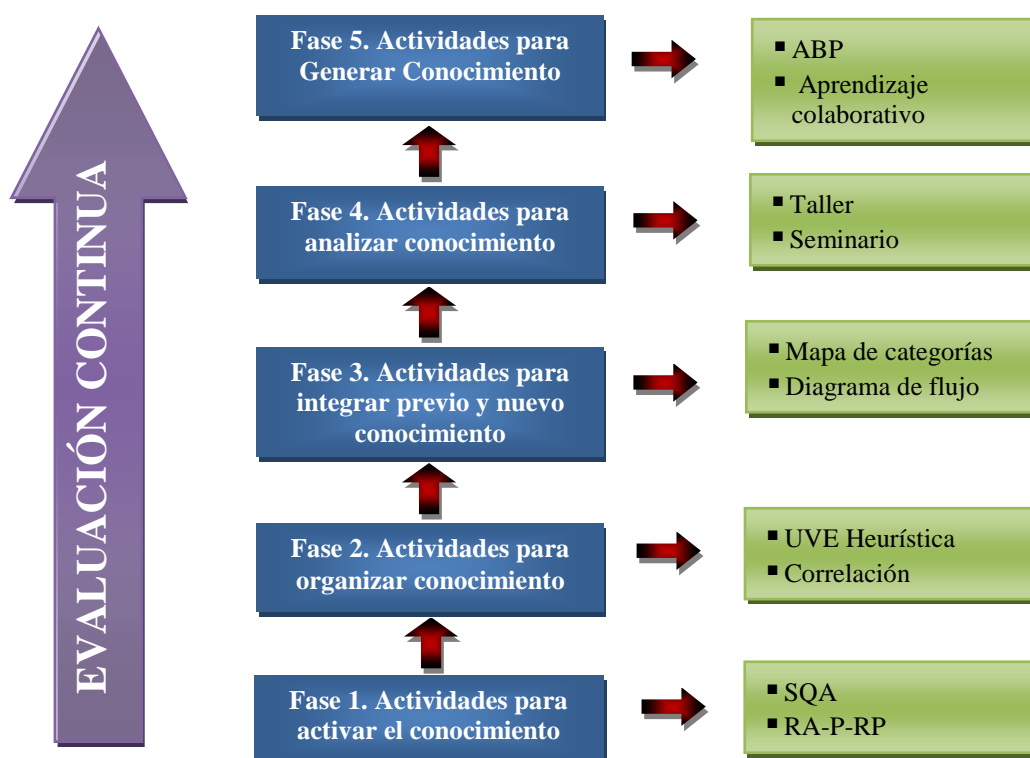 Fase 5. Actividades para
Generar Conocimiento
▪ ABP
▪ Aprendizaje
colaborativo
Fase 4. Actividades para
analizar conocimiento
▪ Taller
▪ Seminario
Fase 3. Actividades para
integrar previo y nuevo
conocimiento
▪ Mapa de categorías
▪ Diagrama de flujo
Fase 2. Actividades para
organizar conocimiento
▪ UVE Heurística
▪ Correlación
Fase 1. Actividades para
activar el conocimiento
▪ SQA
▪ RA-P-RP
EVALUACIÓN CONTINUA